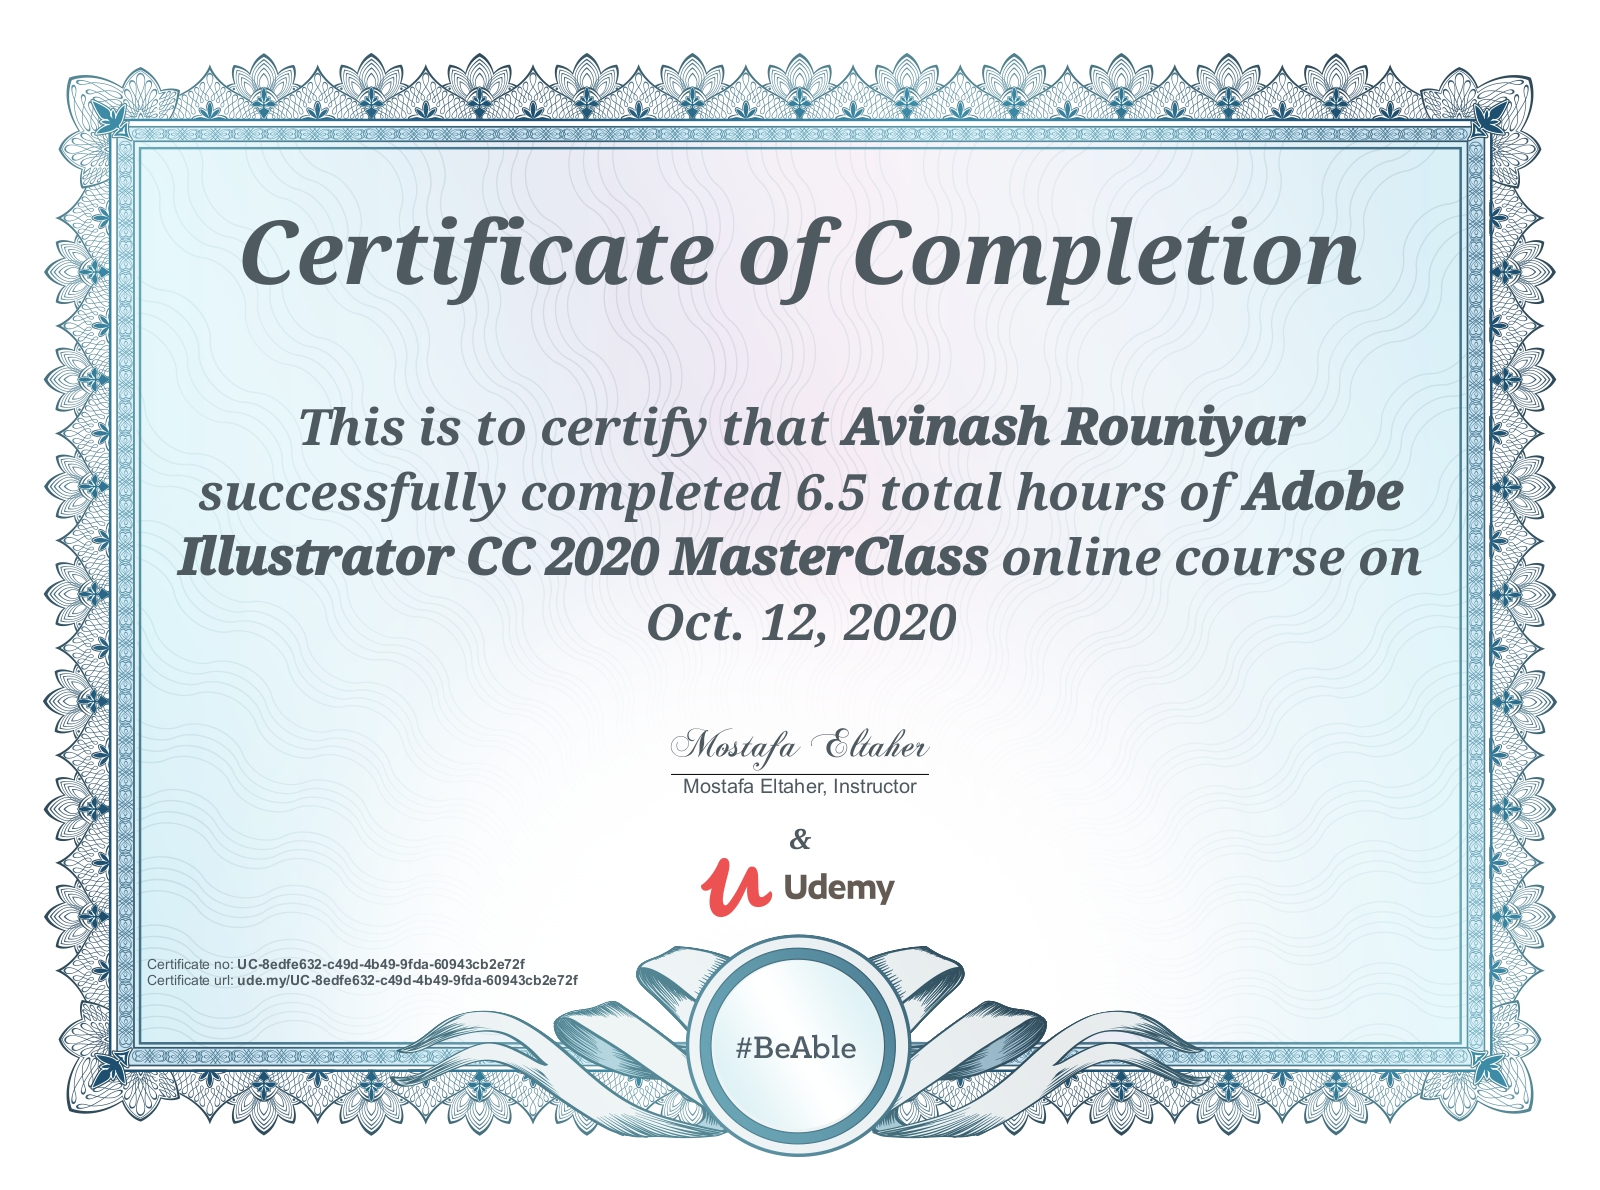 Certificate of Completion
This is to certify that Avinash Rouniyar
successfully completed 6.5 total hours of Adobe
Illustrator CC 2020 MasterClass online course on
Oct. 12, 2020
Mostafa Eltaher
Mostafa Eltaher, Instructor
&
Udemy
Certificate no: UC-8edfe632-c49d-4b49-9fda-60943cb2e72f
Certificate url: ude.my/UC-8edfe632-c49d-4b49-9fda-60943cb2e72f
#BeAble